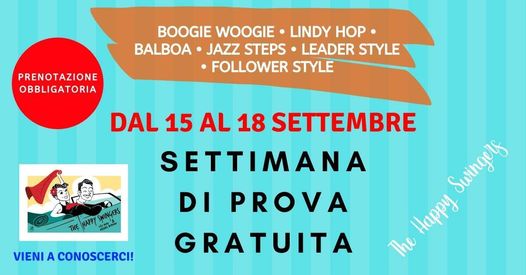 BOOGIE WOOGIE • LINDY HOP •
BALBOA • JAZZ STEPS • LEADER STYLE
• FOLLOWER STYLE
PRENOTAZIONE
OBBLIGATORIA
DAL 15 AL 18 SETTEMBRE
SETTIMANA
DI PROVA
GRATUITA
The Happy Swingers
THE HAPPY SWINGERS
VIENI A CONOSCERCI!